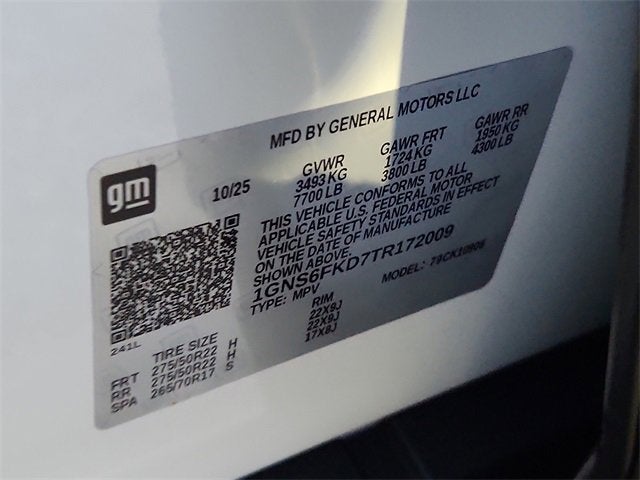 MFD BY GENERAL MOTORS LLC
gm
10/25
GVWR GAWR FRT GAWR RR
3493 KG 1724 KG 1950 KG
7700 LB 3800 LB 4300 LB
THIS VEHICLE CONFORMS TO ALL
APPLICABLE U.S. FEDERAL MOTOR
VEHICLE SAFETY STANDARDS IN EFFECT
ON THE DATE OF MANUFACTURE
SHOWN ABOVE.
1GNS6FKD7TR172009
TYPE: MPV MODEL: 79CK10906
241L
TIRE SIZE RIM
FRT 275/50R22 H 22X9J
RR 275/50R22 H 22X9J
SPA 265/70R17 S 17X8J